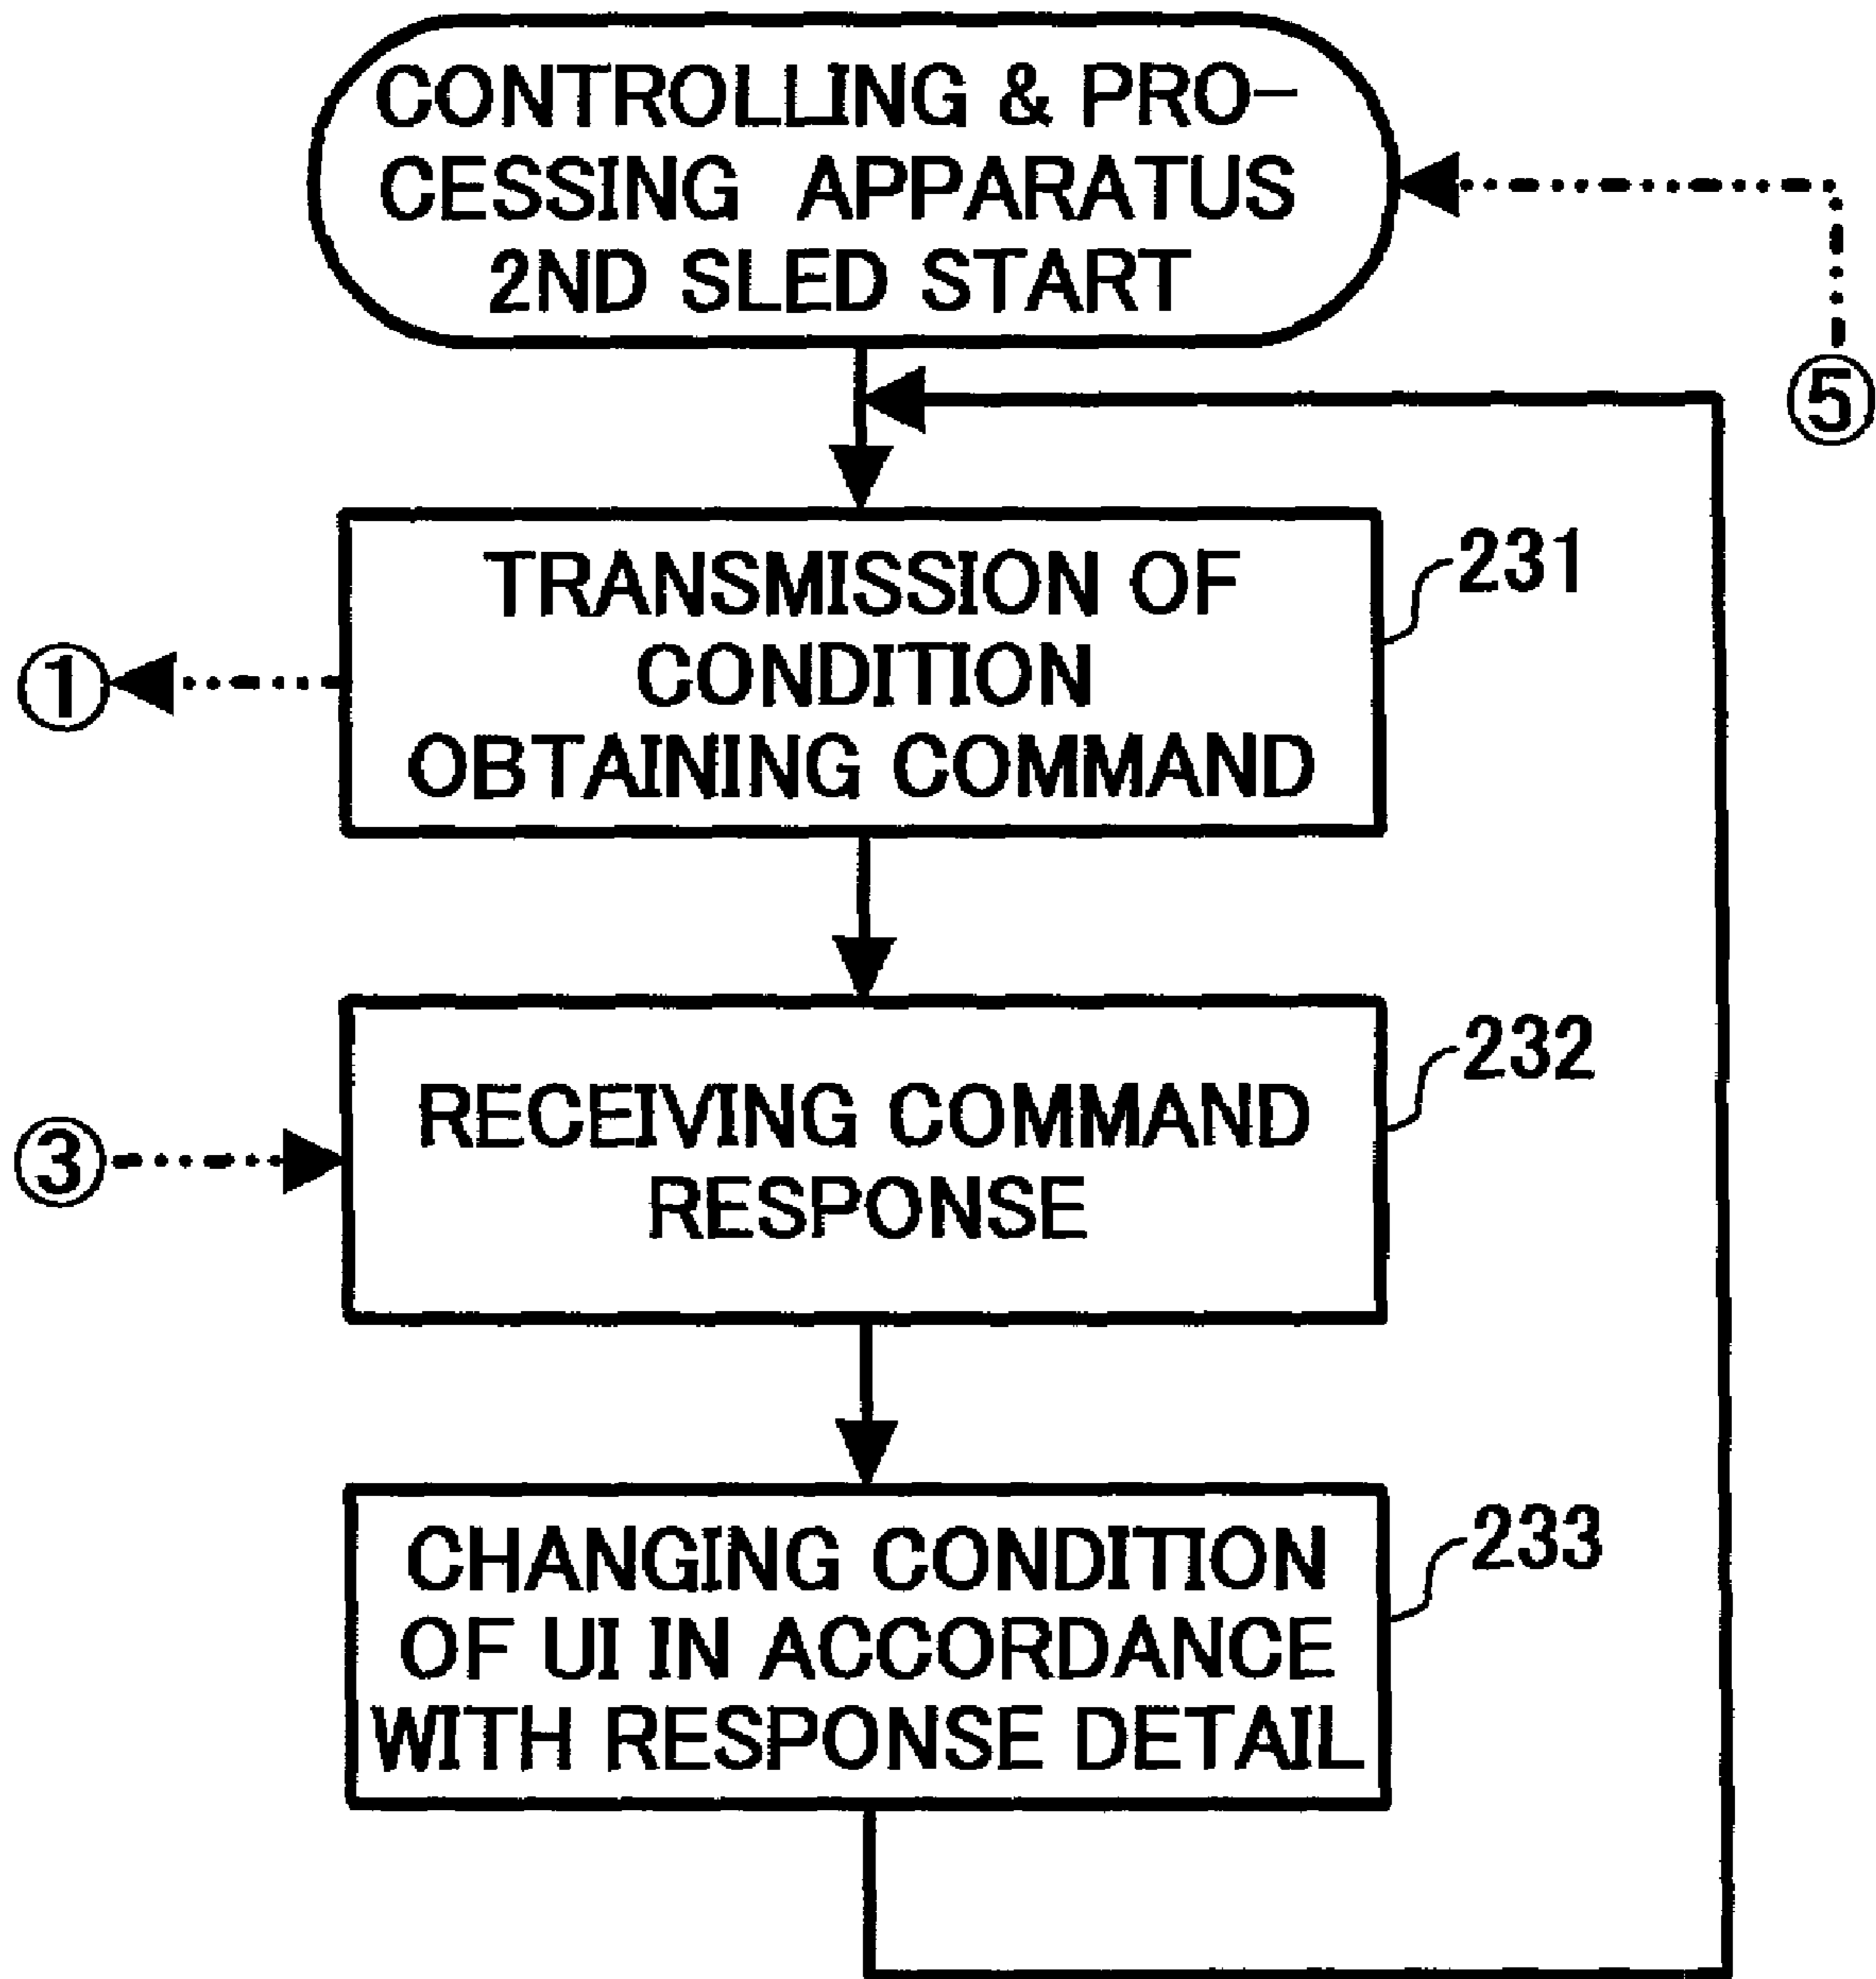 CONTROLLING & PRO-
CESSING APPARATUS
2ND SLED START
⑤
TRANSMISSION OF
CONDITION
OBTAINING COMMAND
231
①
RECEIVING COMMAND
RESPONSE
232
③
CHANGING CONDITION
OF UI IN ACCORDANCE
WITH RESPONSE DETAIL
233